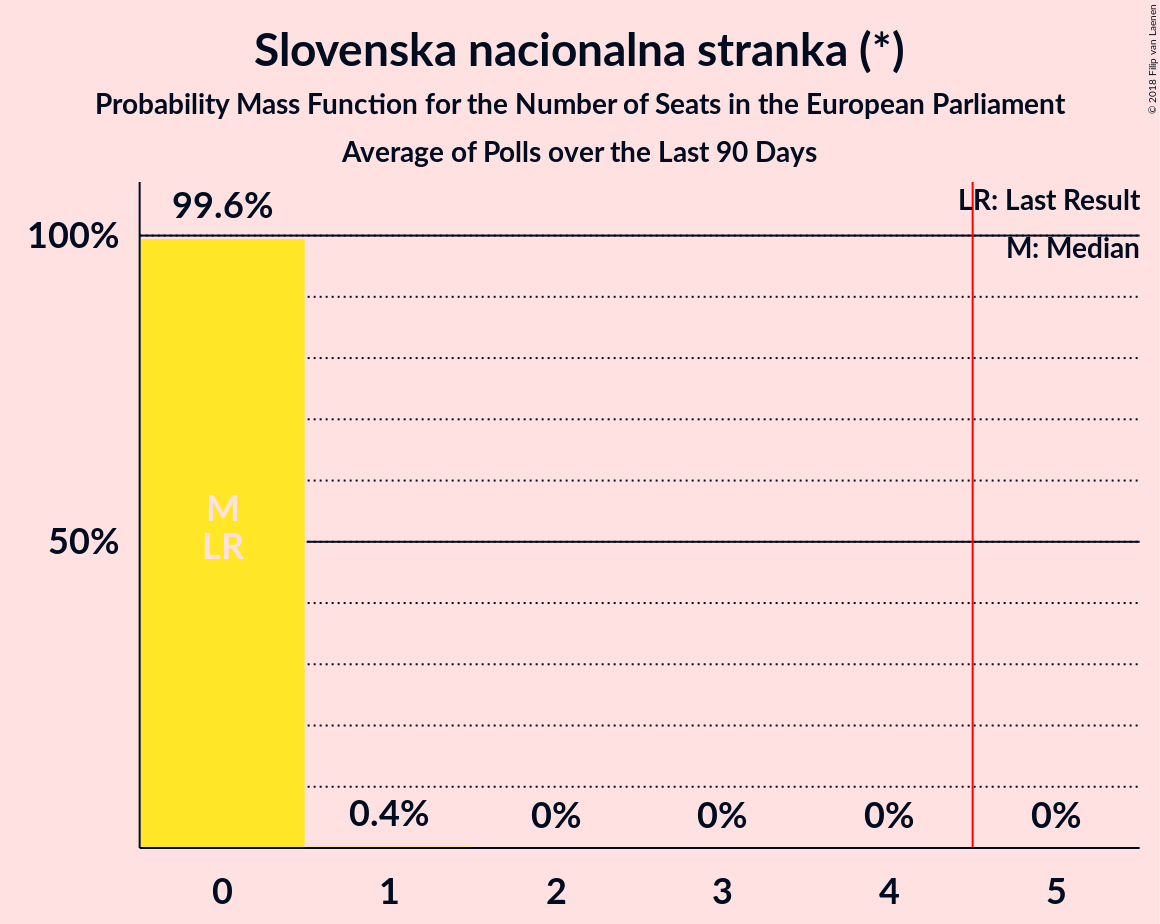 Slovenska nacionalna stranka (*)
Probability Mass Function for the Number of Seats in the European Parliament
Average of Polls over the Last 90 Days
© 2018 Filip van Laenen
LR: Last Result
M: Median
99.6%
100%
M
LR
50%
0.4%
0%
0%
0%
0%
0
1
2
3
4
5